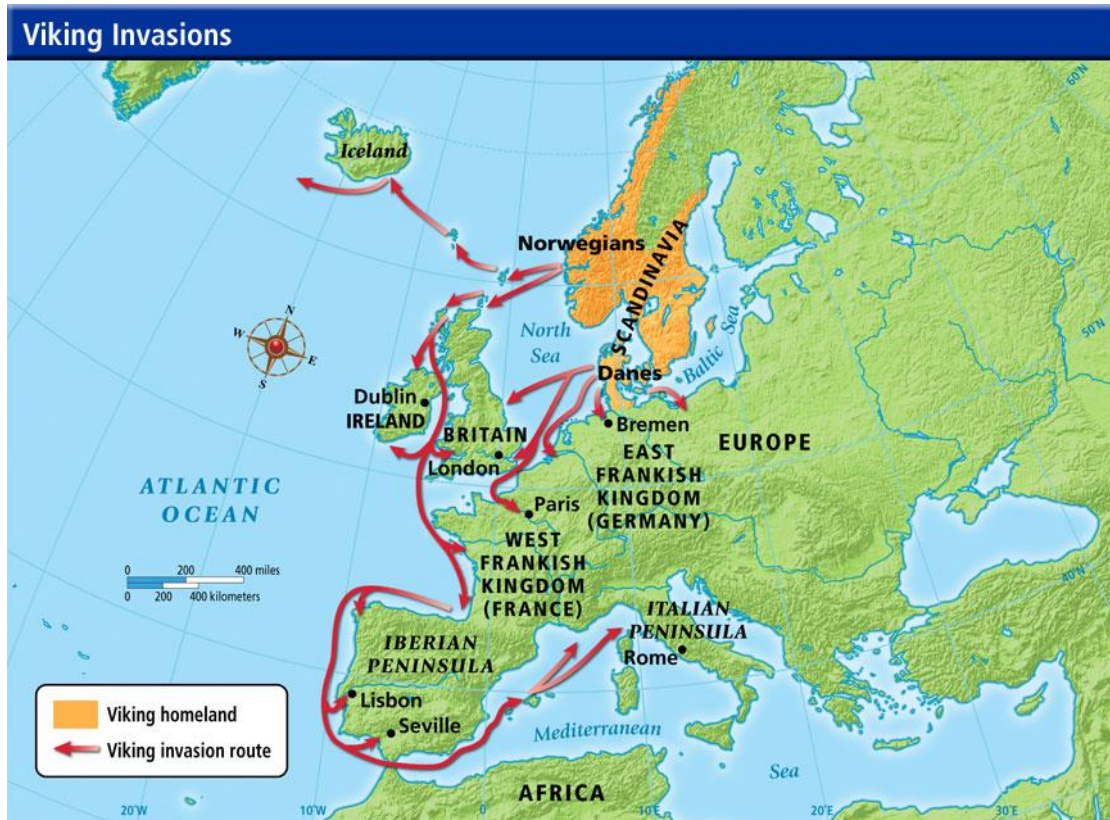 Viking Invasions
60°N
Iceland
Norwegians
SCANDINAVIA
50°N
North
Sea
Baltic Sea
N
W
E
S
Danes
Dublin
IRELAND
BRITAIN
London
Bremen
EUROPE
EAST
FRANKISH
KINGDOM
(GERMANY)
ATLANTIC
OCEAN
Paris
WEST
FRANKISH
KINGDOM
(FRANCE)
0 200 400 miles
0 200 400 kilometers
40°N
ITALIAN
PENINSULA
Rome
IBERIAN
PENINSULA
Lisbon
Seville
Mediterranean
Sea
Viking homeland
Viking invasion route
AFRICA
20°W
10°W
0
10°E
20°E
30°E